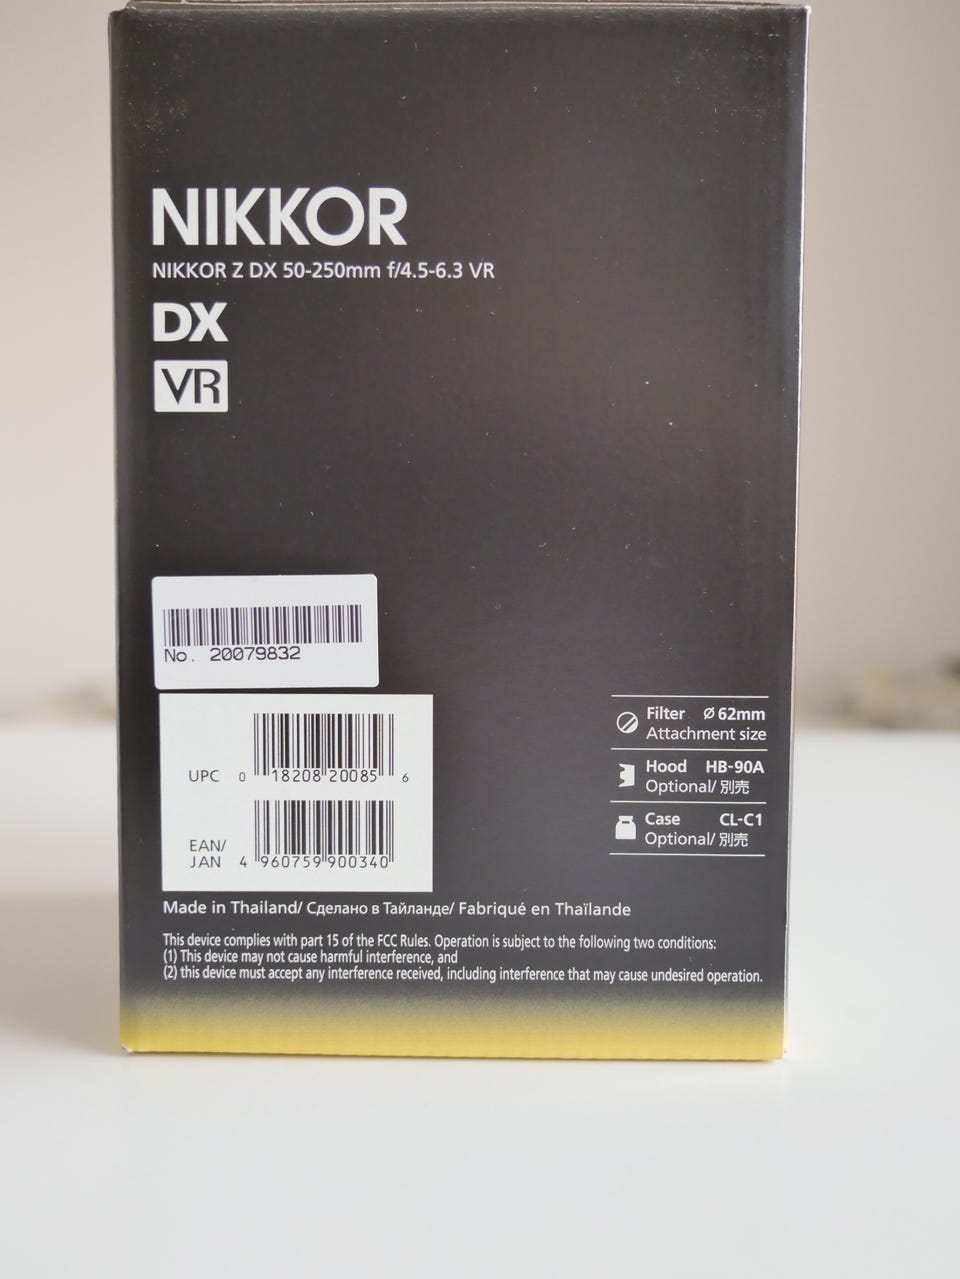 NIKKOR
NIKKOR Z DX 50-250mm f/4.5-6.3 VR
DX
VR
No. 20079832
UPC 0 18208 20085 6
EAN/
JAN 4 960759 900340
Filter Ø 62mm
Attachment size
Hood HB-90A
Optional/ 別売
Case CL-C1
Optional/ 別売
Made in Thailand/ Сделано в Тайланде/ Fabriqué en Thaïlande
This device complies with part 15 of the FCC Rules. Operation is subject to the following two conditions:
(1) This device may not cause harmful interference, and
(2) this device must accept any interference received, including interference that may cause undesired operation.